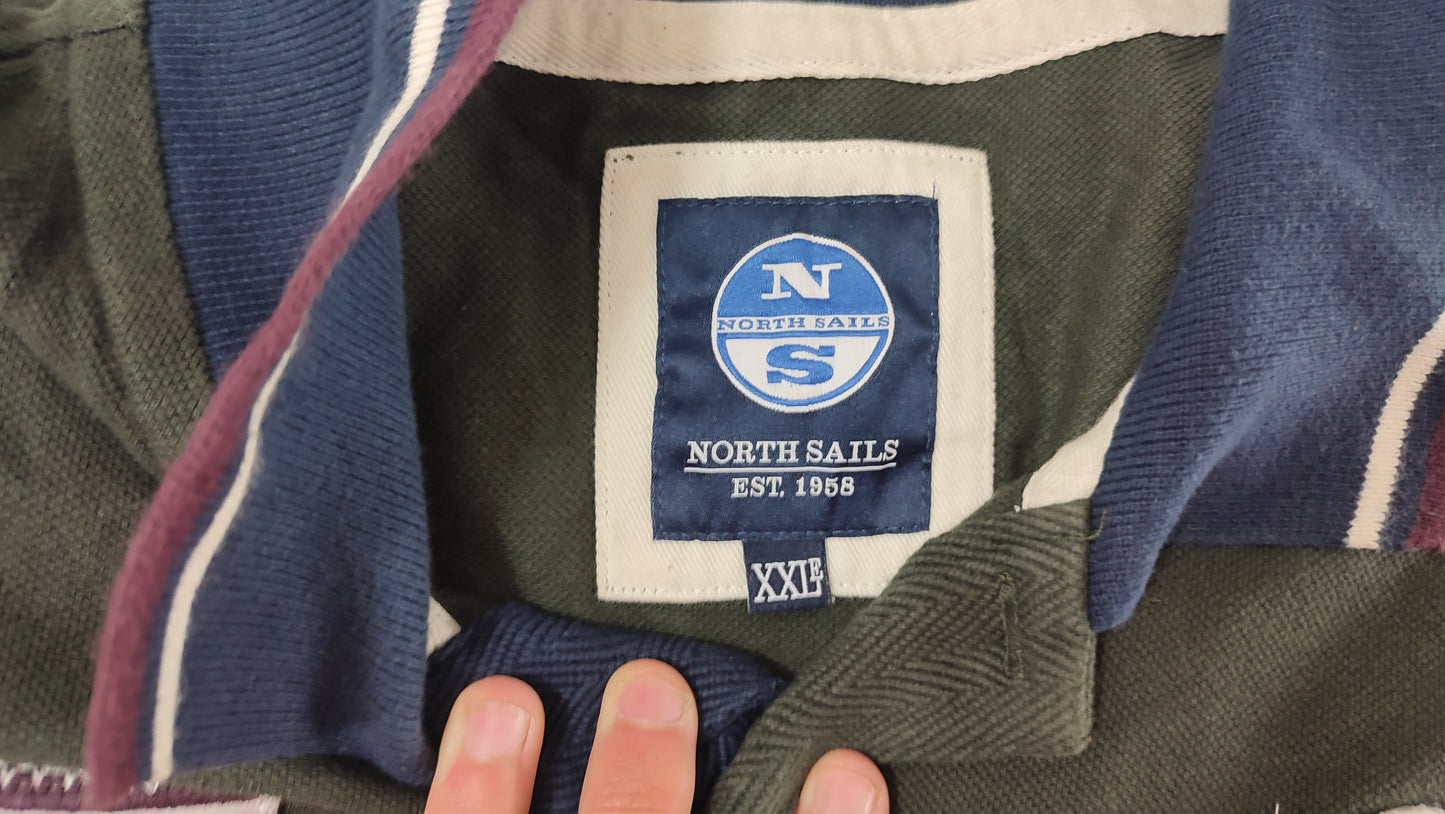 N
NORTH SAILS
S
NORTH SAILS
EST. 1958
XXL E